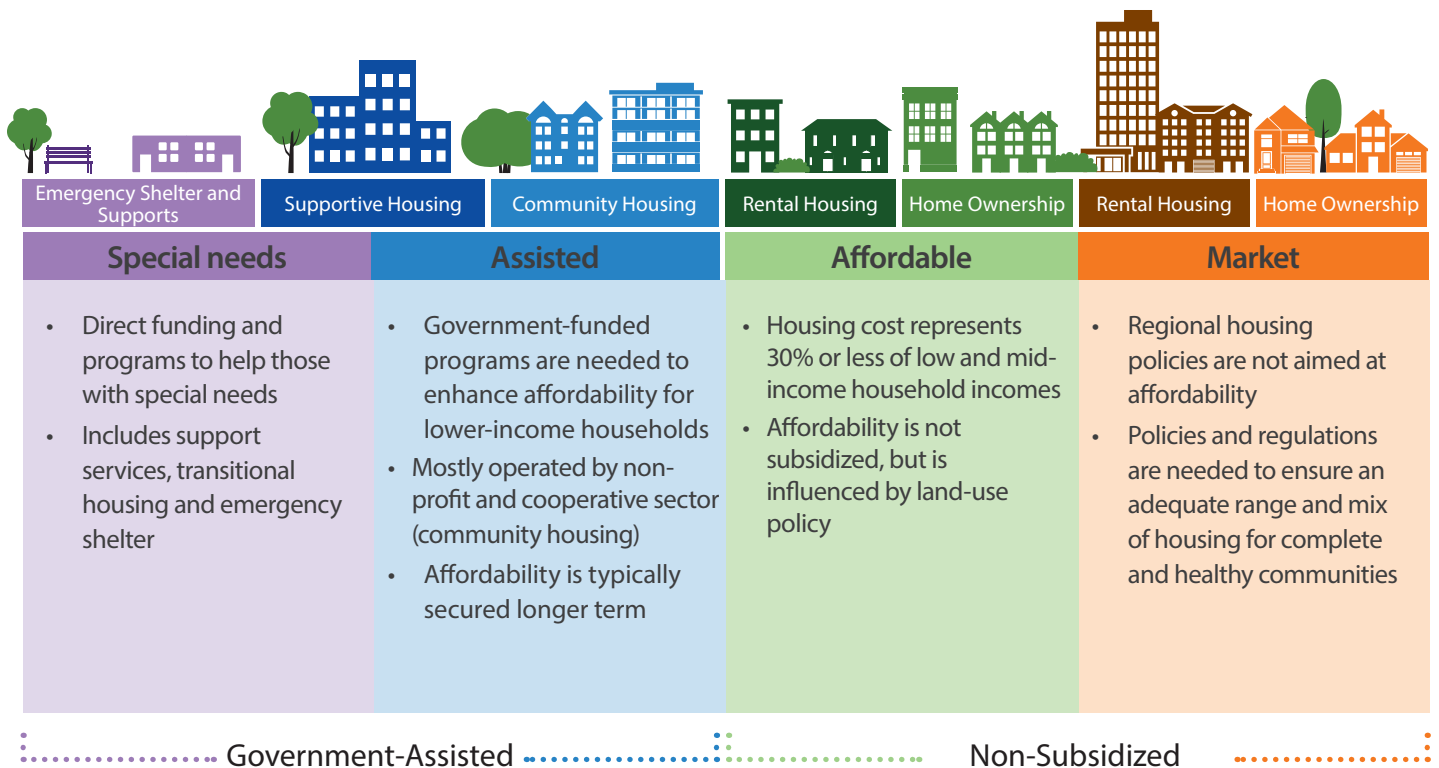 Emergency Shelter and
Supports
Supportive Housing
Community Housing
Rental Housing
Home Ownership
Rental Housing
Home Ownership
Special needs
Assisted
Affordable
Market
• Direct funding and
programs to help those
with special needs
• Includes support
services, transitional
housing and emergency
shelter
• Government-funded
programs are needed to
enhance affordability for
lower-income households
• Mostly operated by non-
profit and cooperative sector
(community housing)
• Affordability is typically
secured longer term
• Housing cost represents
30% or less of low and mid-
income household incomes
• Affordability is not
subsidized, but is
influenced by land-use
policy
• Regional housing
policies are not aimed at
affordability
• Policies and regulations
are needed to ensure an
adequate range and mix
of housing for complete
and healthy communities
Government-Assisted
Non-Subsidized